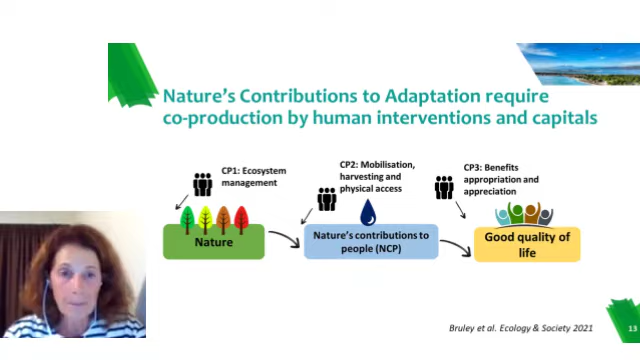 Nature's Contributions to Adaptation require
co-production by human interventions and capitals
CP1: Ecosystem
management
CP2: Mobilisation,
harvesting and
physical access
CP3: Benefits
appropriation and
appreciation
Nature
Nature's contributions to
people (NCP)
Good quality of
life
Bruley et al. Ecology & Society 2021
13